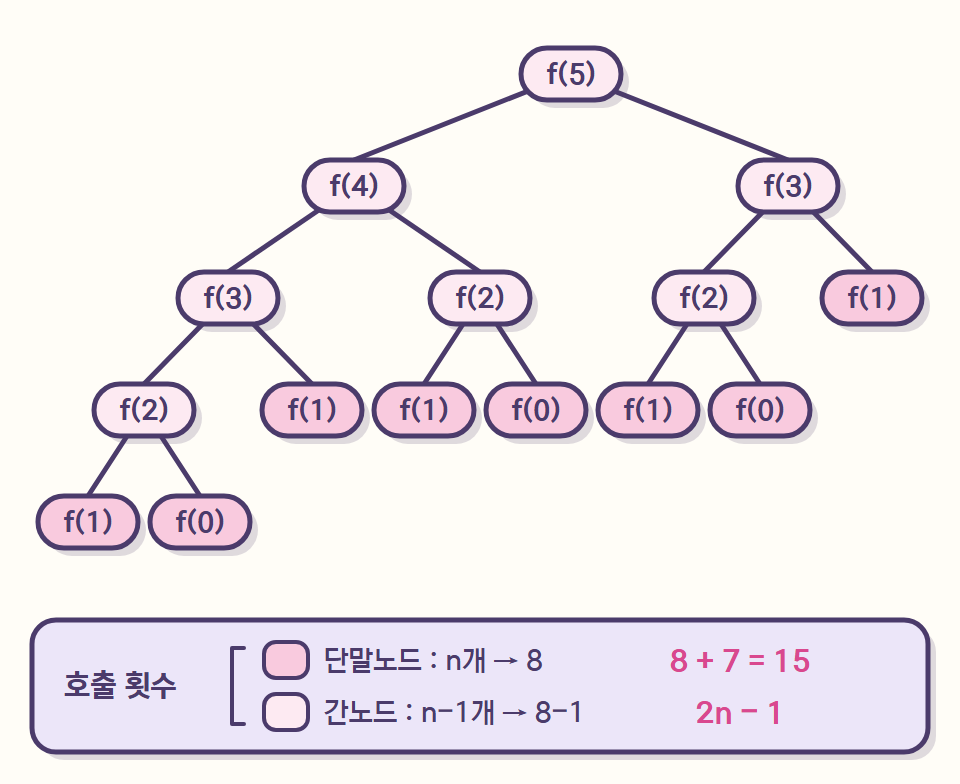 f(5)
f(4) f(3)
f(3) f(2) f(2) f(1)
f(2) f(1) f(1) f(0) f(1) f(0)
f(1) f(0)
호출 횟수
단말노드 : n개 → 8 8 + 7 = 15
간노드 : n−1개 → 8−1 2n − 1